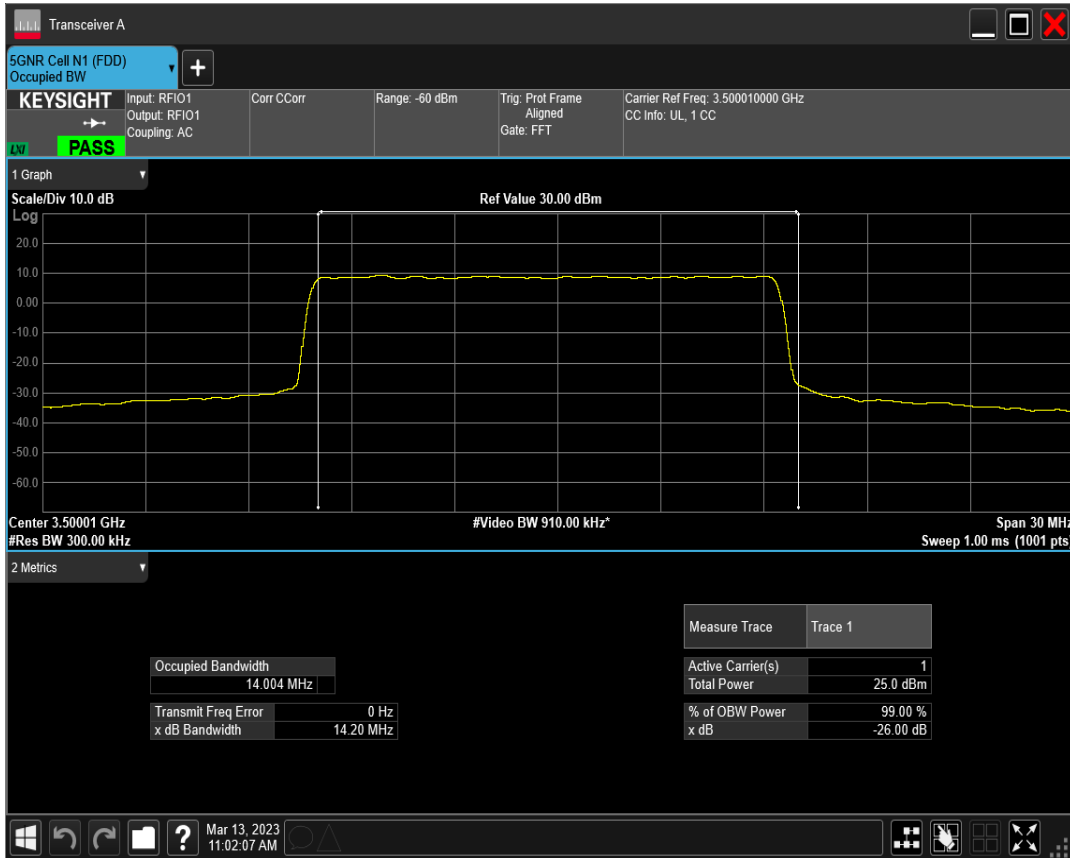 Transceiver A
5GNR Cell N1 (FDD)
Occupied BW
+
KEYSIGHT
LXI
PASS
Input: RFIO1
Output: RFIO1
Coupling: AC
Corr CCorr
Range: -60 dBm
Trig: Prot Frame
Aligned
Gate: FFT
Carrier Ref Freq: 3.500010000 GHz
CC Info: UL, 1 CC
1 Graph
Scale/Div 10.0 dB
Ref Value 30.00 dBm
Log
20.0
10.0
0.00
-10.0
-20.0
-30.0
-40.0
-50.0
-60.0
Center 3.50001 GHz
#Video BW 910.00 kHz*
Span 30 MHz
#Res BW 300.00 kHz
Sweep 1.00 ms (1001 pts)
2 Metrics
Measure Trace Trace 1
Occupied Bandwidth
14.004 MHz
Active Carrier(s) 1
Total Power 25.0 dBm
Transmit Freq Error 0 Hz
x dB Bandwidth 14.20 MHz
% of OBW Power 99.00 %
x dB -26.00 dB
?
Mar 13, 2023
11:02:07 AM